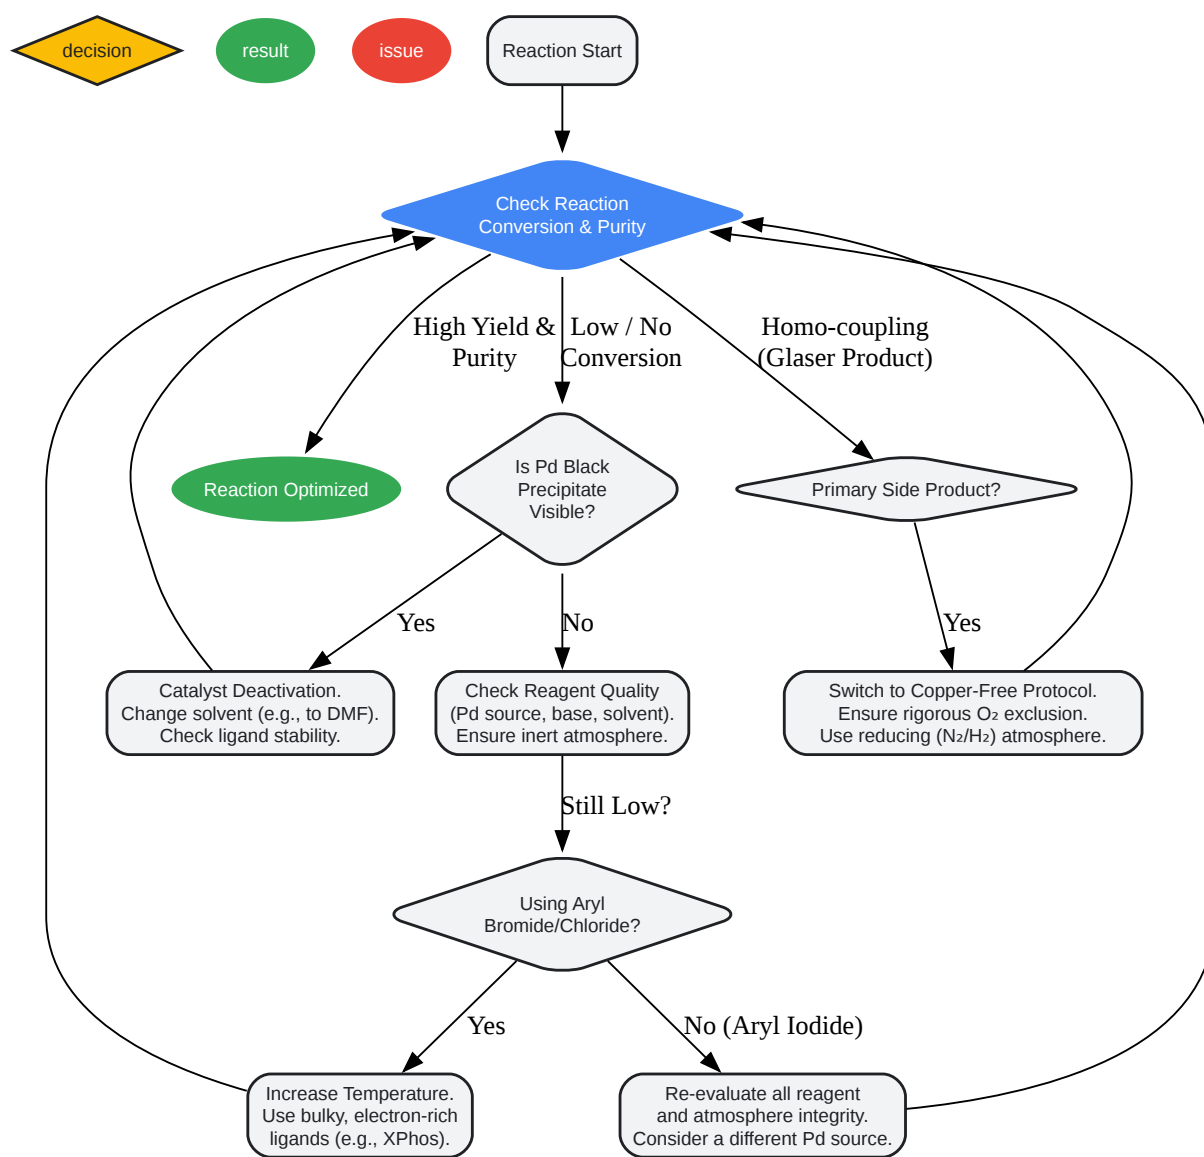 decision
result
issue
Reaction Start
Check Reaction
Conversion & Purity
High Yield &
Purity
Low / No
Conversion
Homo-coupling
(Glaser Product)
Reaction Optimized
Is Pd Black
Precipitate
Visible?
Primary Side Product?
Yes
No
Yes
Catalyst Deactivation.
Change solvent (e.g., to DMF).
Check ligand stability.
Check Reagent Quality
(Pd source, base, solvent).
Ensure inert atmosphere.
Switch to Copper-Free Protocol.
Ensure rigorous O₂ exclusion.
Use reducing (N₂/H₂) atmosphere.
Still Low?
Using Aryl
Bromide/Chloride?
Yes
No (Aryl Iodide)
Increase Temperature.
Use bulky, electron-rich
ligands (e.g., XPhos).
Re-evaluate all reagent
and atmosphere integrity.
Consider a different Pd source.